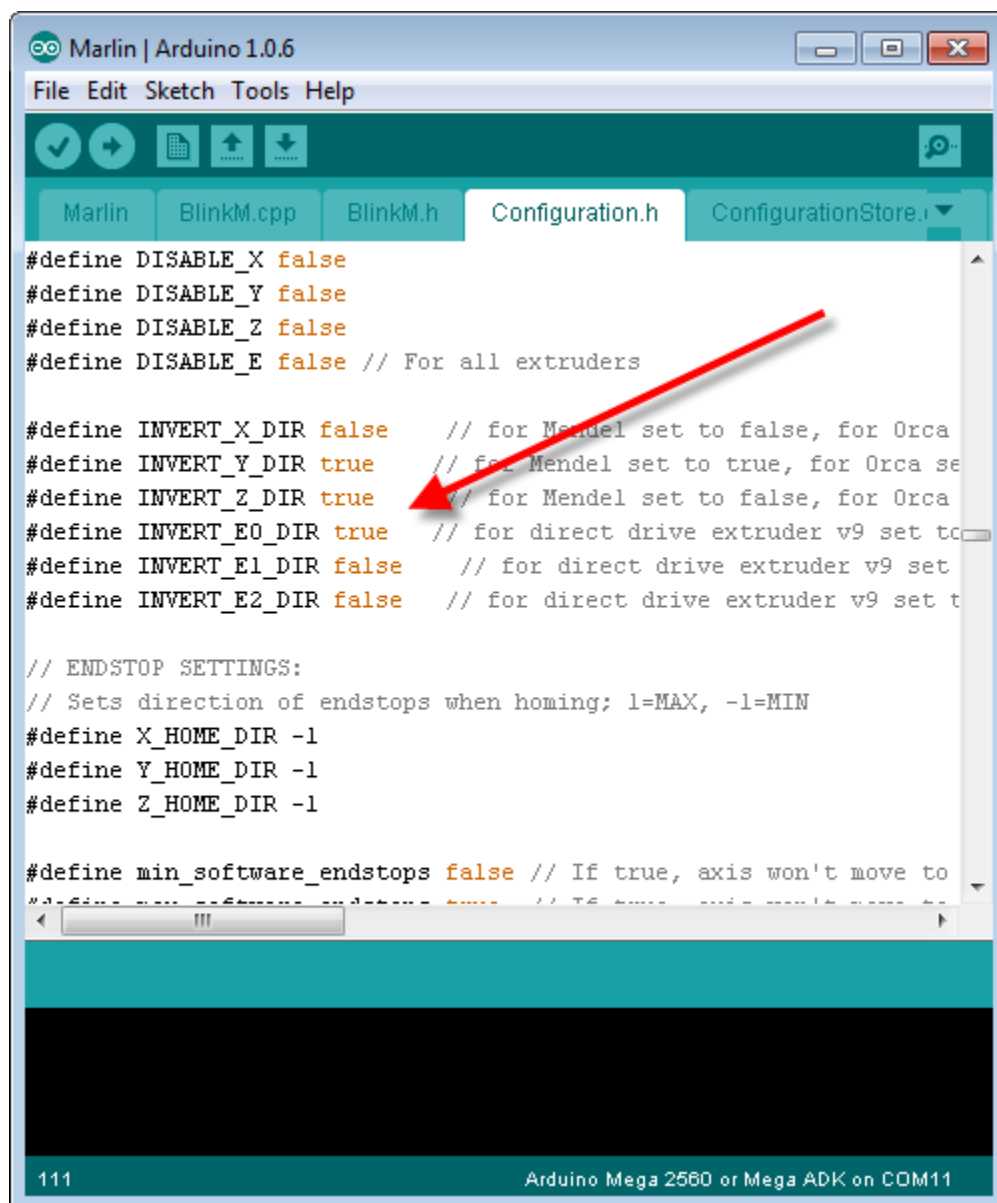 Marlin | Arduino 1.0.6
File Edit Sketch Tools Help
Marlin BlinkM.cpp BlinkM.h Configuration.h ConfigurationStore.
#define DISABLE_X false
#define DISABLE_Y false
#define DISABLE_Z false
#define DISABLE_E false // For all extruders
#define INVERT_X_DIR false // for Mendel set to false, for Orca
#define INVERT_Y_DIR true // for Mendel set to true, for Orca se
#define INVERT_Z_DIR true // for Mendel set to false, for Orca
#define INVERT_E0_DIR true // for direct drive extruder v9 set to
#define INVERT_E1_DIR false // for direct drive extruder v9 set
#define INVERT_E2_DIR false // for direct drive extruder v9 set t
// ENDSTOP SETTINGS:
// Sets direction of endstops when homing; 1=MAX, -1=MIN
#define X_HOME_DIR -1
#define Y_HOME_DIR -1
#define Z_HOME_DIR -1
#define min_software_endstops false // If true, axis won't move to
111
Arduino Mega 2560 or Mega ADK on COM11